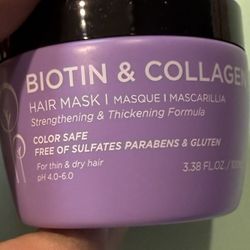 BIOTIN & COLLAGEN
HAIR MASK | MASQUE | MASCARILLIA
Strengthening & Thickening Formula
COLOR SAFE
FREE OF SULFATES PARABENS & GLUTEN
For thin & dry hair
pH 4.0-6.0
3.38 FL.OZ. / 100